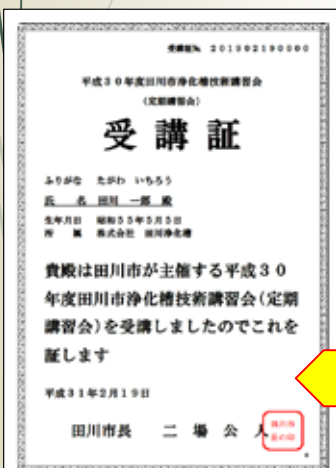 受講証№ 201902190000
平成３０年度田川市浄化槽技術講習会
(定期講習会)
受 講 証
ふりがな たがわ いちろう
氏 名 田川 一郎 殿
生年月日 昭和５５年５月５日
所 属 株式会社 田川浄化槽
貴殿は田川市が主催する平成３０
年度田川市浄化槽技術講習会(定期
講習会)を受講しましたのでこれを
証します
平成３１年２月１９日
田川市長 二 場 公 人
田川市
長の印